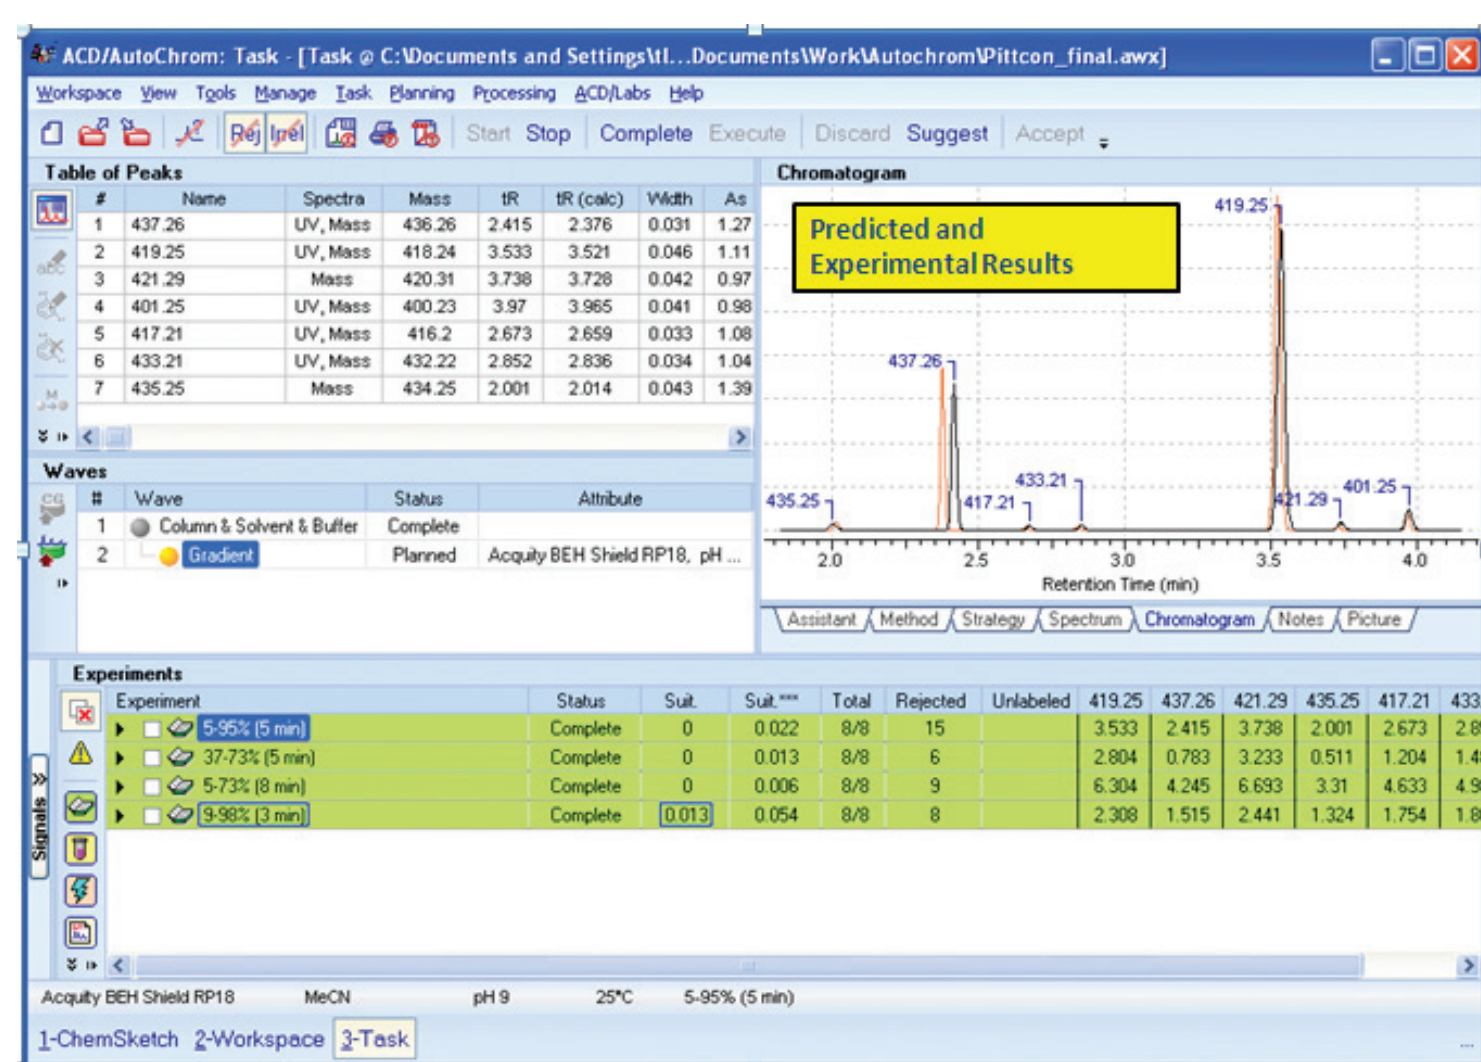 ACD/AutoChrom: Task - [Task @ C:\Documents and Settings\tl...Documents\Work\Autochrom\Pittcon_final.awx]
Workspace View Tools Manage Task Planning Processing ACD/Labs Help
Rej Ipel Start Stop Complete Execute Discard Suggest Accept
Table of Peaks
# Name Spectra Mass tR tR (calc) Width As
1 437.26 UV, Mass 436.26 2.415 2.376 0.031 1.27
2 419.25 UV, Mass 418.24 3.533 3.521 0.046 1.11
3 421.29 Mass 420.31 3.738 3.728 0.042 0.97
4 401.25 UV, Mass 400.23 3.97 3.965 0.041 0.98
5 417.21 UV, Mass 416.2 2.673 2.659 0.033 1.08
6 433.21 UV, Mass 432.22 2.852 2.836 0.034 1.04
7 435.25 Mass 434.25 2.001 2.014 0.043 1.39
Chromatogram
Predicted and
Experimental Results
419.25
437.26
433.21
401.25
435.25 417.21 421.29
2.0 2.5 3.0 3.5 4.0
Retention Time (min)
Assistant Method Strategy Spectrum Chromatogram Notes Picture
Waves
# Wave Status Attribute
1 Column & Solvent & Buffer Complete
2 Gradient Planned Acquity BEH Shield RP18, pH ...
Signals
Experiments
Experiment Status Suit. Suit.*** Total Rejected Unlabeled 419.25 437.26 421.29 435.25 417.21 433
5-95% (5 min) Complete 0 0.022 8/8 15 3.533 2.415 3.738 2.001 2.673
37-73% (5 min) Complete 0 0.013 8/8 6 2.804 0.783 3.233 0.511 1.204
5-73% (8 min) Complete 0 0.006 8/8 9 6.304 4.245 6.693 3.31 4.633
9-98% (3 min) Complete 0.013 0.054 8/8 8 2.308 1.515 2.441 1.324 1.754
Acquity BEH Shield RP18 MeCN pH 9 25°C 5-95% (5 min)
1-ChemSketch 2-Workspace 3-Task